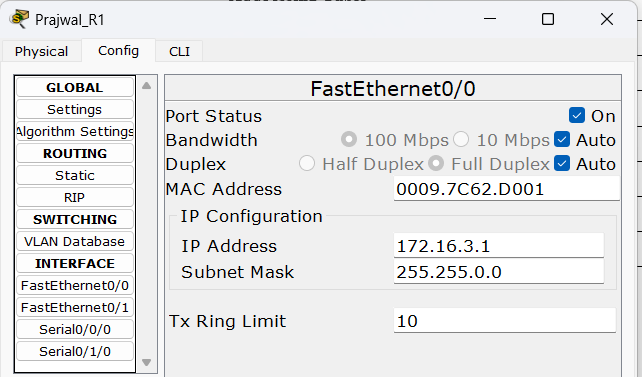 Prajwal_R1
Physical Config CLI
GLOBAL
Settings
Algorithm Settings
ROUTING
Static
RIP
SWITCHING
VLAN Database
INTERFACE
FastEthernet0/0
FastEthernet0/1
Serial0/0/0
Serial0/1/0
FastEthernet0/0
Port Status On
Bandwidth 100 Mbps 10 Mbps Auto
Duplex Half Duplex Full Duplex Auto
MAC Address 0009.7C62.D001
IP Configuration
IP Address 172.16.3.1
Subnet Mask 255.255.0.0
Tx Ring Limit 10